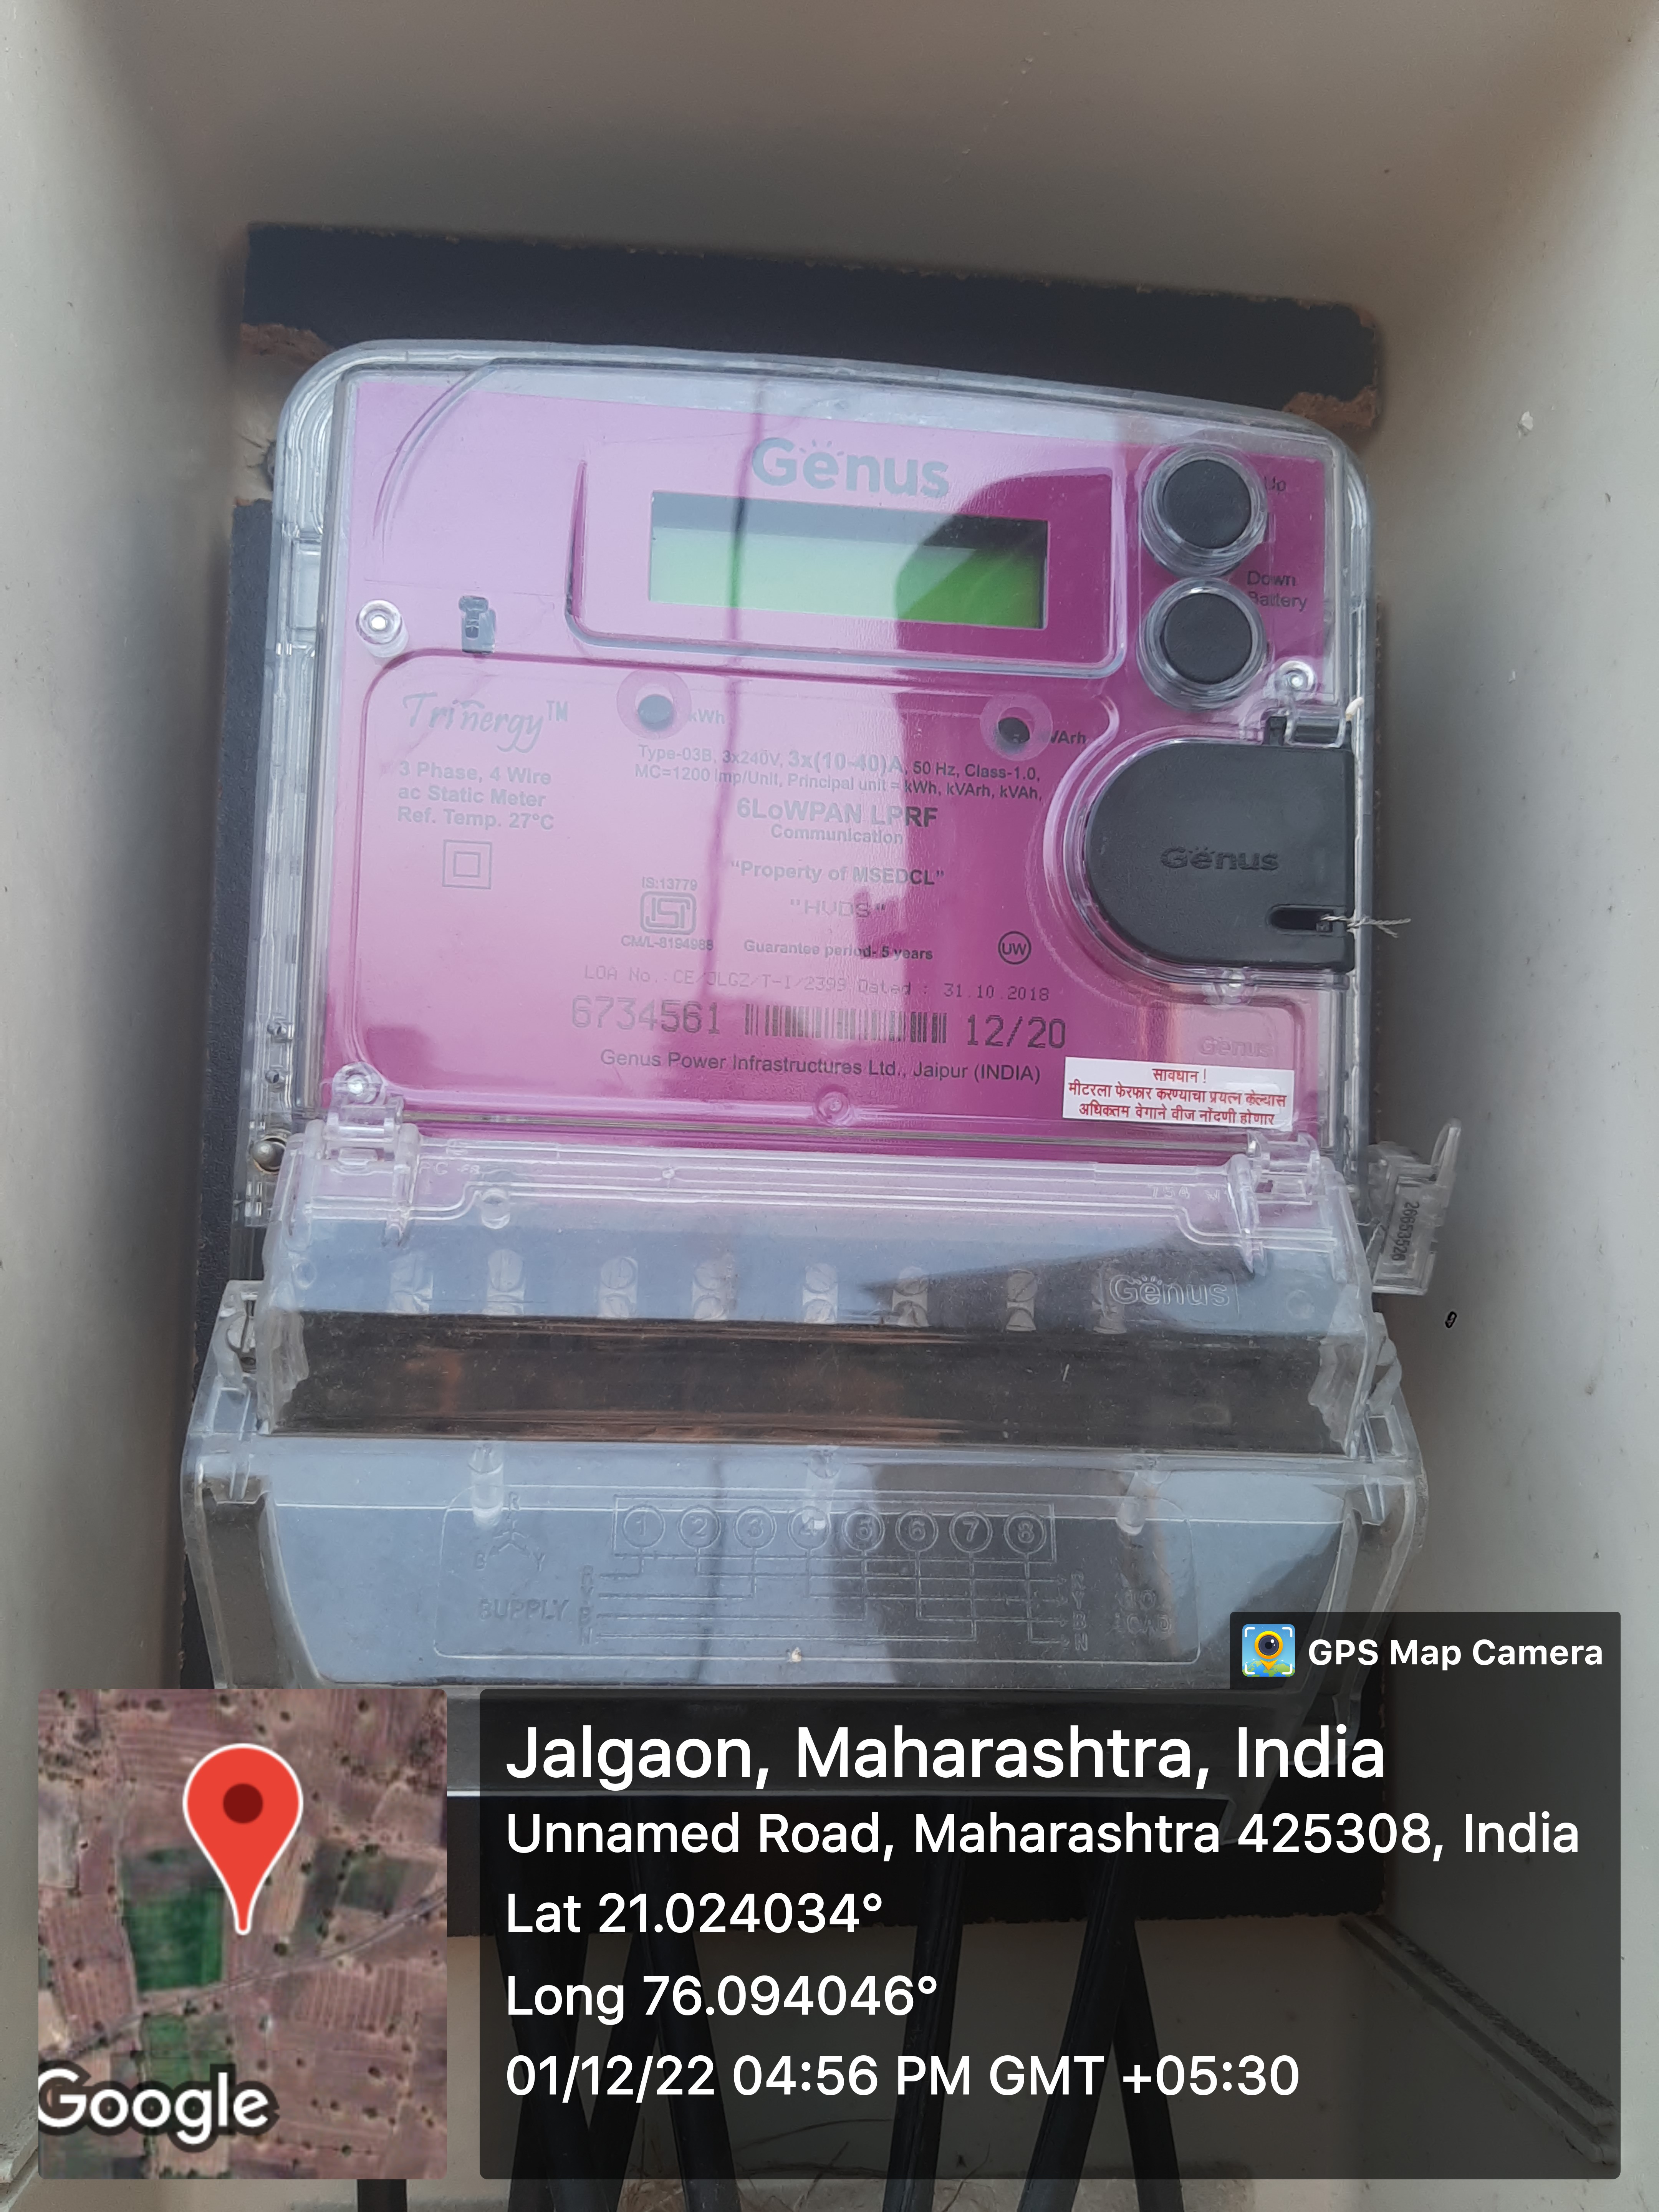 Genus
Up
Down
Battery
Trinergy™
kWh
kVArh
3 Phase, 4 Wire
ac Static Meter
Ref. Temp. 27°C
Type-03B, 3x240V, 3x(10-40)A, 50 Hz, Class-1.0,
MC=1200 Imp/Unit, Principal unit = kWh, kVArh, kVAh,
6LoWPAN LPRF
Communication
"Property of MSEDCL"
"HVDS"
IS:13779
ISI
CM/L-8194988
Guarantee period- 5 years
UW
Genus
LOA No.:CE/JLGZ/T-1/2399 Dated : 31.10.2018
6734561 12/20
Genus Power Infrastructures Ltd., Jaipur (INDIA)
Genus
सावधान !
मीटरला फेरफार करण्याचा प्रयत्न केल्यास
अधिकतम वेगाने वीज नोंदणी होणार
26653526
Genus
1 2 3 4 5 6 7 8
R
B Y
SUPPLY
R
Y
B
N
LOAD
GPS Map Camera
Jalgaon, Maharashtra, India
Unnamed Road, Maharashtra 425308, India
Lat 21.024034°
Long 76.094046°
01/12/22 04:56 PM GMT +05:30
Google